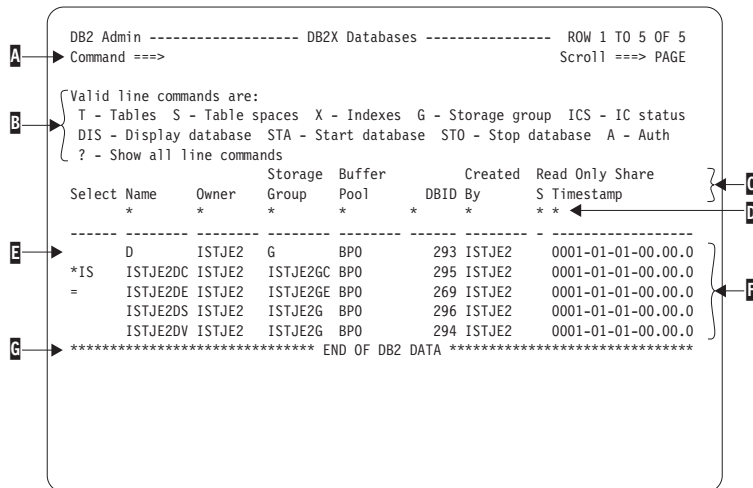 DB2 Admin ------------------- DB2X Databases ---------------- ROW 1 TO 5 OF 5
A Command ===> Scroll ===> PAGE
Valid line commands are:
T - Tables S - Table spaces X - Indexes G - Storage group ICS - IC status
B DIS - Display database STA - Start database STO - Stop database A - Auth
? - Show all line commands
Storage Buffer Created Read Only Share
Select Name Owner Group Pool DBID By S Timestamp C
* * * * * * * * D
------ -------- -------- -------- -------- ------ -------- - ------------------
E D ISTJE2 G BP0 293 ISTJE2 0001-01-01-00.00.0
*IS ISTJE2DC ISTJE2 ISTJE2GC BP0 295 ISTJE2 0001-01-01-00.00.0
= ISTJE2DE ISTJE2 ISTJE2GE BP0 269 ISTJE2 0001-01-01-00.00.0 F
ISTJE2DS ISTJE2 ISTJE2G BP0 296 ISTJE2 0001-01-01-00.00.0
ISTJE2DV ISTJE2 ISTJE2G BP0 294 ISTJE2 0001-01-01-00.00.0
G ******************************* END OF DB2 DATA *******************************